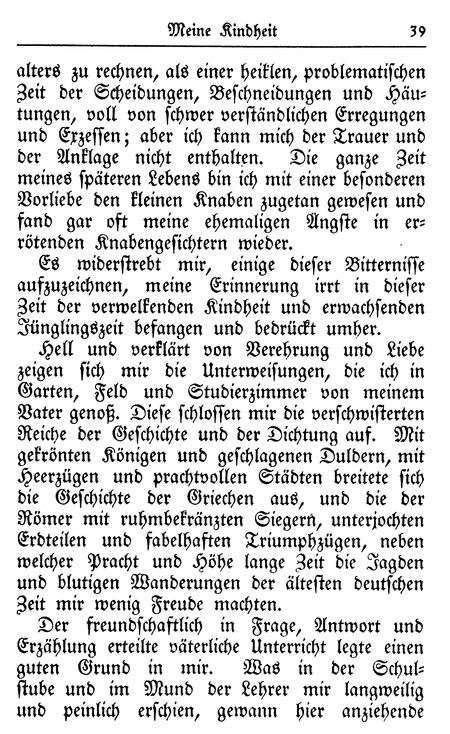 Meine Kindheit 39
alters zu rechnen, als einer heiklen, problematischen
Zeit der Scheidungen, Beschneidungen und Häu-
tungen, voll von schwer verständlichen Erregungen
und Exzessen; aber ich kann mich der Trauer und
der Anklage nicht enthalten. Die ganze Zeit
meines späteren Lebens bin ich mit einer besonderen
Vorliebe den kleinen Knaben zugetan gewesen und
fand gar oft meine ehemaligen Ängste in er-
rötenden Knabengesichtern wieder.
Es widerstrebt mir, einige dieser Bitternisse
aufzuzeichnen, meine Erinnerung irrt in dieser
Zeit der verwelkenden Kindheit und erwachsenden
Jünglingszeit befangen und bedrückt umher.
Hell und verklärt von Verehrung und Liebe
zeigen sich mir die Unterweisungen, die ich in
Garten, Feld und Studierzimmer von meinem
Vater genoß. Diese schlossen mir die verschwisterten
Reiche der Geschichte und der Dichtung auf. Mit
gekrönten Königen und geschlagenen Duldern, mit
Heerzügen und prachtvollen Städten breitete sich
die Geschichte der Griechen aus, und die der
Römer mit ruhmbekränzten Siegern, unterjochten
Erdteilen und fabelhaften Triumphzügen, neben
welcher Pracht und Höhe lange Zeit die Jagden
und blutigen Wanderungen der ältesten deutschen
Zeit mir wenig Freude machten.
Der freundschaftlich in Frage, Antwort und
Erzählung erteilte väterliche Unterricht legte einen
guten Grund in mir. Was in der Schul-
stube und im Mund der Lehrer mir langweilig
und peinlich erschien, gewann hier anziehende